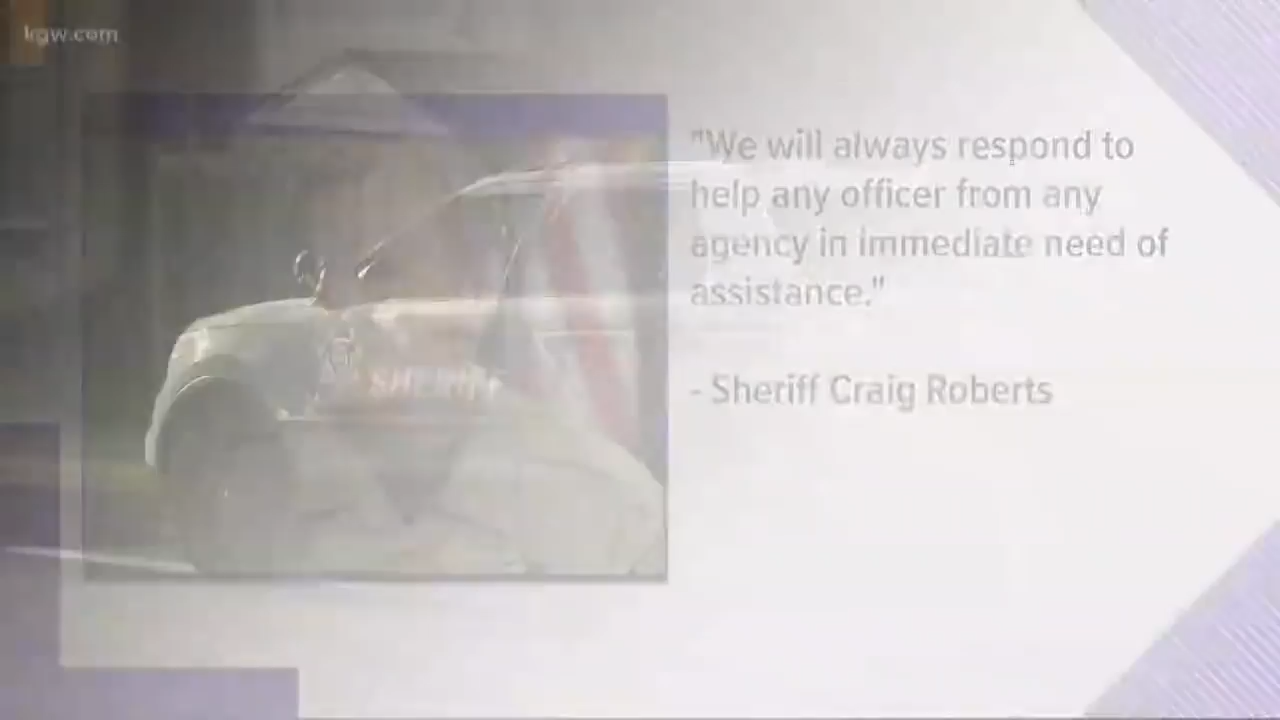 kgw.com
"We will always respond to
help any officer from any
agency in immediate need of
assistance."
- Sheriff Craig Roberts
SHERIFF